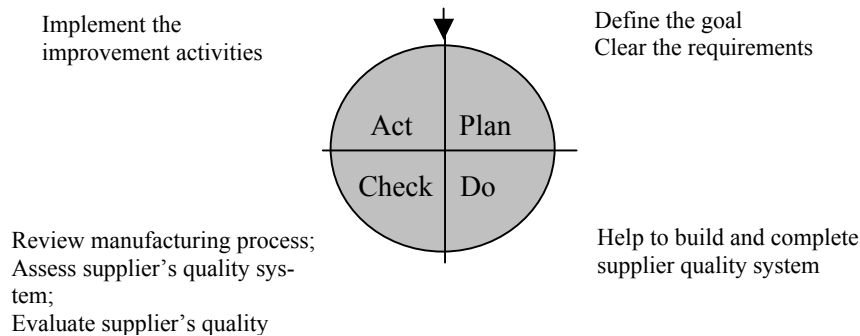 Implement the
improvement activities
Define the goal
Clear the requirements
Act
Plan
Check
Do
Review manufacturing process;
Assess supplier’s quality sys-
tem;
Evaluate supplier’s quality
Help to build and complete
supplier quality system